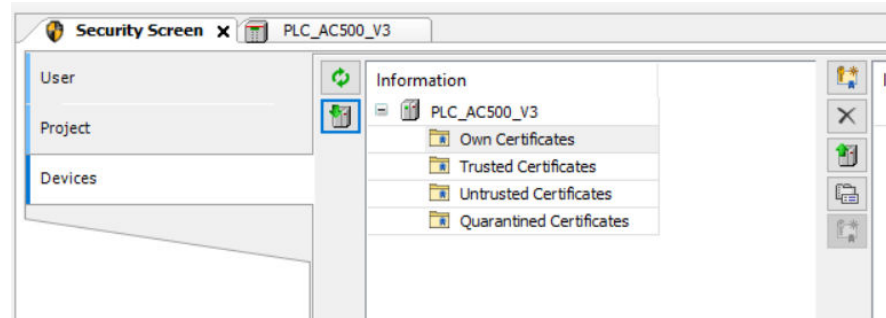 Security Screen
PLC_AC500_V3
User
Project
Devices
Information
PLC_AC500_V3
Own Certificates
Trusted Certificates
Untrusted Certificates
Quarantined Certificates